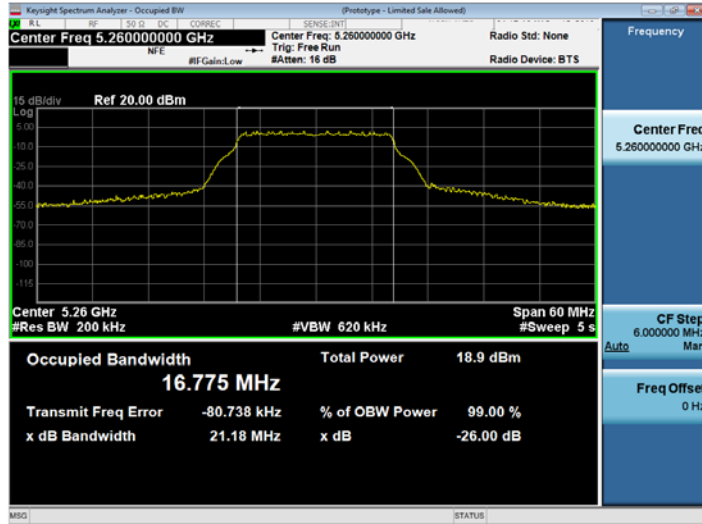 Keysight Spectrum Analyzer - Occupied BW (Prototype - Limited Sale Allowed)
RL RF 50 Ω DC CORREC SENSE:INT
Center Freq 5.260000000 GHz
NFE
#IFGain:Low
Center Freq: 5.260000000 GHz
Trig: Free Run
#Atten: 16 dB
Radio Std: None
Radio Device: BTS
Frequency
15 dB/div Ref 20.00 dBm
Log
5.00
-10.0
-25.0
-40.0
-55.0
-70.0
-85.0
-100
-115
Center 5.26 GHz Span 60 MHz
#Res BW 200 kHz #VBW 620 kHz #Sweep 5 s
Occupied Bandwidth
16.775 MHz
Total Power 18.9 dBm
Transmit Freq Error -80.738 kHz % of OBW Power 99.00 %
x dB Bandwidth 21.18 MHz x dB -26.00 dB
Center Freq
5.260000000 GHz
CF Step
6.000000 MHz
Auto Man
Freq Offset
0 Hz
MSG STATUS